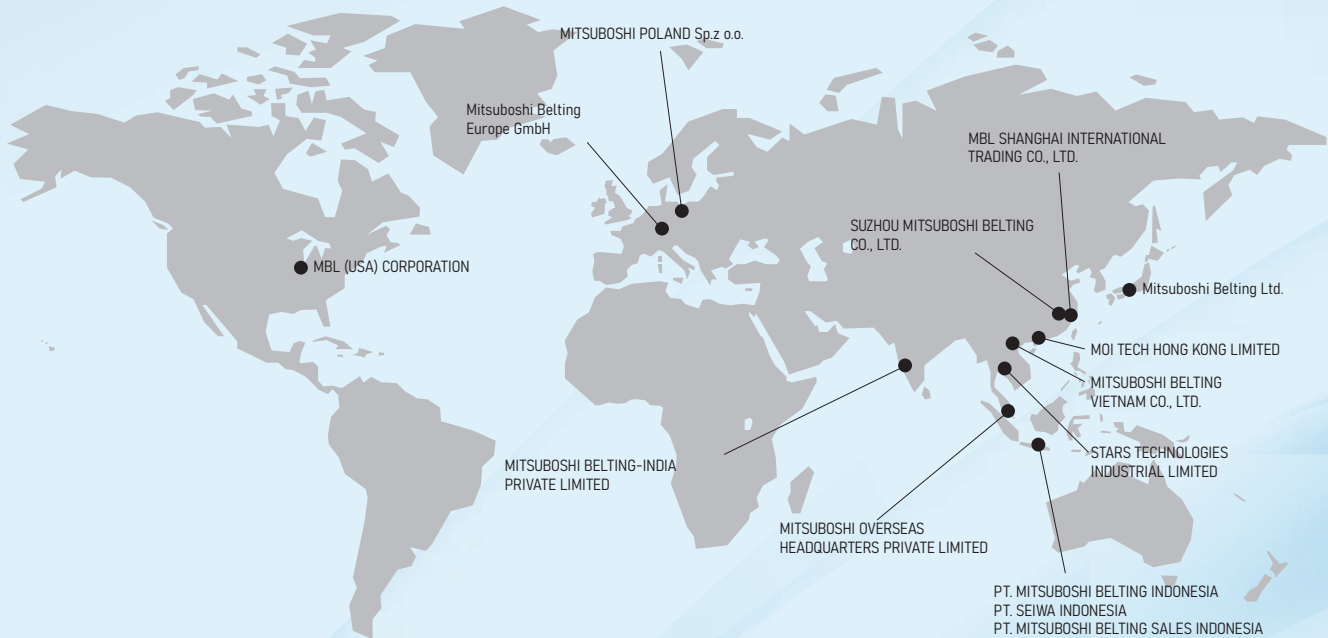 MITSUBOSHI POLAND Sp.z o.o.
Mitsuboshi Belting
Europe GmbH
MBL SHANGHAI INTERNATIONAL
TRADING CO., LTD.
SUZHOU MITSUBOSHI BELTING
CO., LTD.
MBL (USA) CORPORATION
Mitsuboshi Belting Ltd.
MOI TECH HONG KONG LIMITED
MITSUBOSHI BELTING
VIETNAM CO., LTD.
STARS TECHNOLOGIES
INDUSTRIAL LIMITED
MITSUBOSHI BELTING-INDIA
PRIVATE LIMITED
MITSUBOSHI OVERSEAS
HEADQUARTERS PRIVATE LIMITED
PT. MITSUBOSHI BELTING INDONESIA
PT. SEIWA INDONESIA
PT. MITSUBOSHI BELTING SALES INDONESIA